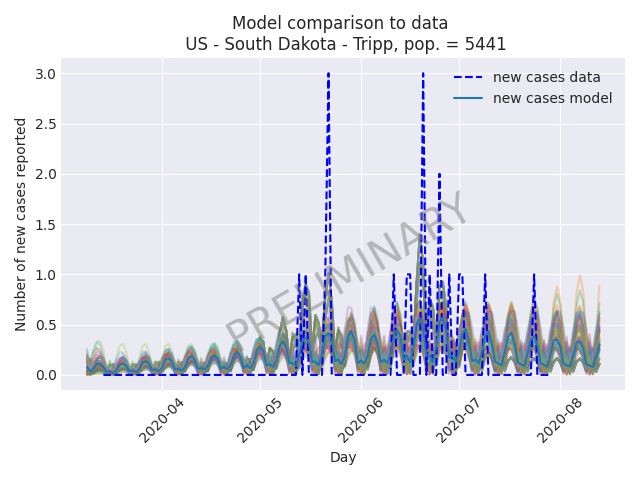 Model comparison to data
US - South Dakota - Tripp, pop. = 5441
new cases data
new cases model
PRELIMINARY
Number of new cases reported
3.0
2.5
2.0
1.5
1.0
0.5
0.0
2020-04
2020-05
2020-06
2020-07
2020-08
Day